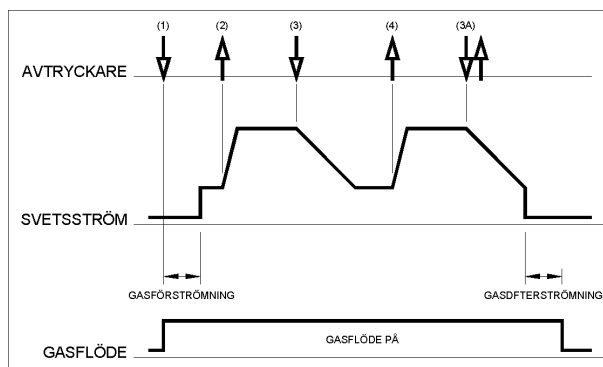 (1) (2) (3) (4) (3A)
AVTRYCKARE
SVETSSTRÖM
GASFÖRSTRÖMNING GASDFTERSTRÖMNING
GASFLÖDE PÅ
GASFLÖDE